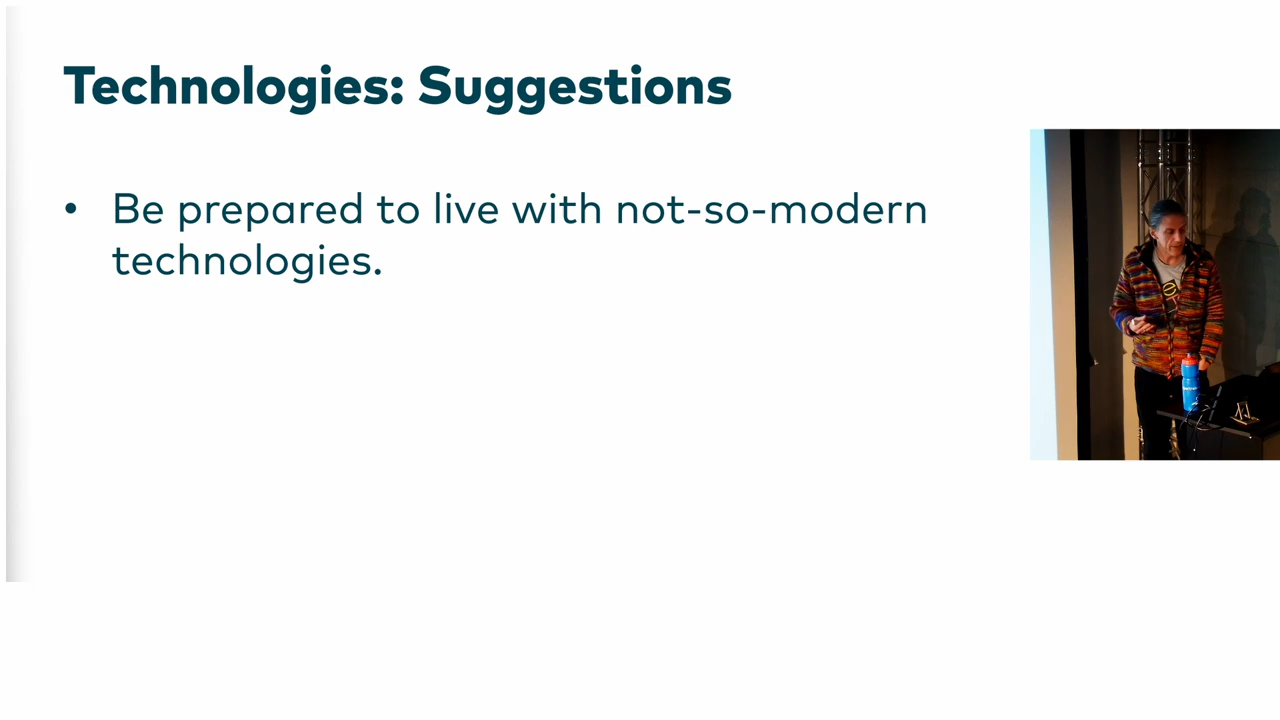 Technologies: Suggestions
• Be prepared to live with not-so-modern
technologies.